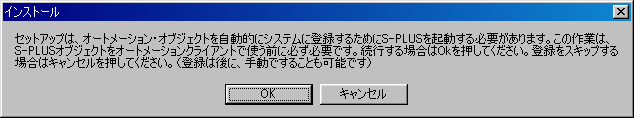 インストール
セットアップは、オートメーション・オブジェクトを自動的にシステムに登録するためにS-PLUSを起動する必要があります。この作業は、
S-PLUSオブジェクトをオートメーションクライアントで使う前に必ず必要です。続行する場合はOkを押してください。登録をスキップする
場合はキャンセルを押してください。（登録は後に、手動ですることも可能です）
OK
キャンセル